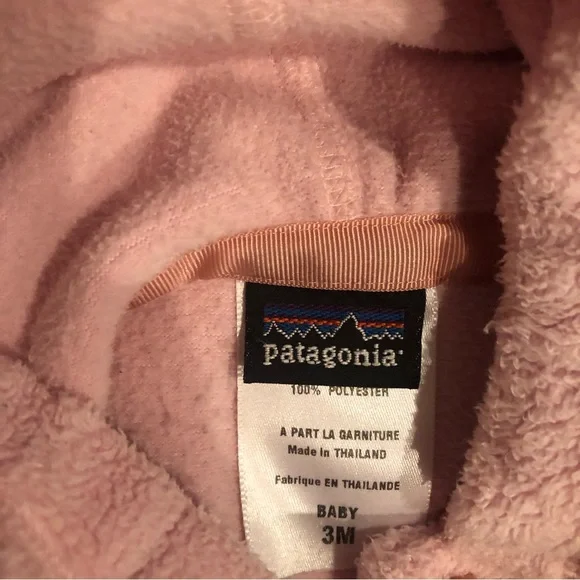 patagonia
100% POLYESTER
A PART LA GARNITURE
Made in THAILAND
Fabrique EN THAILANDE
BABY
3M